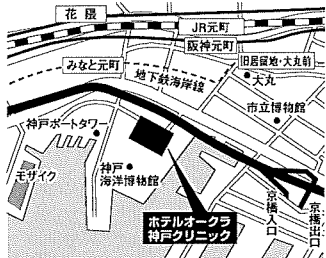 花 隈
JR元町
阪神元町
みなと元町
旧居留地・大丸前
地下鉄海岸線
大丸
市立博物館
神戸ポートタワー
神戸
海洋博物館
モザイク
京橋入口
京橋出口
ホテルオークラ
神戸クリニック